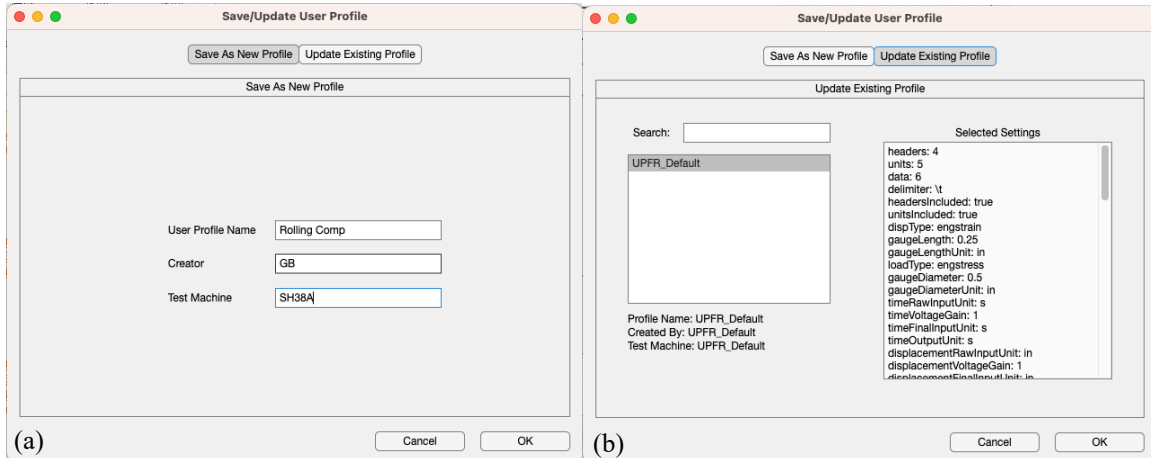 Save/Update User Profile
Save As New Profile Update Existing Profile
Save As New Profile
User Profile Name Rolling Comp
Creator GB
Test Machine SH38A
Cancel OK
(a)
Save/Update User Profile
Save As New Profile Update Existing Profile
Update Existing Profile
Search:
UPFR_Default
Profile Name: UPFR_Default
Created By: UPFR_Default
Test Machine: UPFR_Default
Selected Settings
headers: 4
units: 5
data: 6
delimiter: \t
headersIncluded: true
unitsIncluded: true
dispType: engstrain
gaugeLength: 0.25
gaugeLengthUnit: in
loadType: engstress
gaugeDiameter: 0.5
gaugeDiameterUnit: in
timeRawInputUnit: s
timeVoltageGain: 1
timeFinalInputUnit: s
timeOutputUnit: s
displacementRawInputUnit: in
displacementVoltageGain: 1
displacementFinalInputUnit: in
Cancel OK
(b)